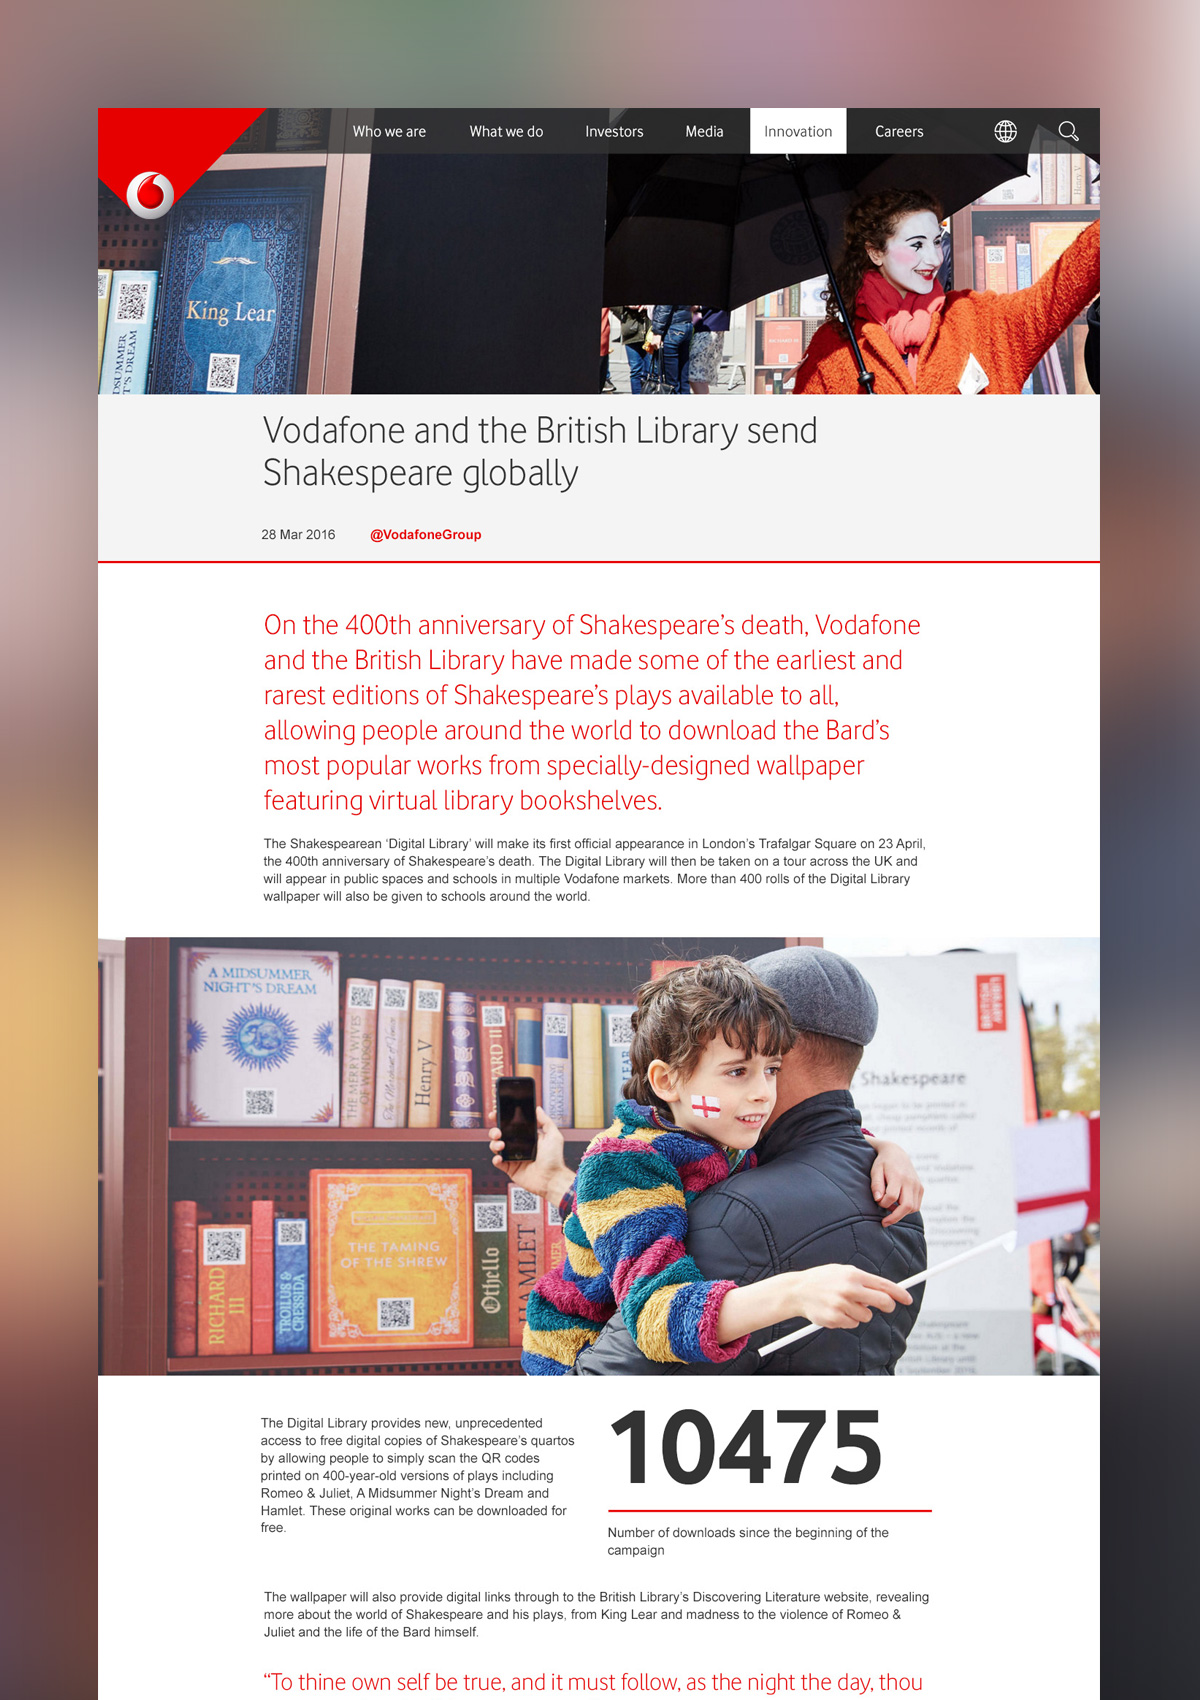 Who we are
What we do
Investors
Media
Innovation
Careers
King Lear
Vodafone and the British Library send
Shakespeare globally
28 Mar 2016
@VodafoneGroup
On the 400th anniversary of Shakespeare’s death, Vodafone
and the British Library have made some of the earliest and
rarest editions of Shakespeare’s plays available to all,
allowing people around the world to download the Bard’s
most popular works from specially-designed wallpaper
featuring virtual library bookshelves.
The Shakespearean ‘Digital Library’ will make its first official appearance in London’s Trafalgar Square on 23 April,
the 400th anniversary of Shakespeare’s death. The Digital Library will then be taken on a tour across the UK and
will appear in public spaces and schools in multiple Vodafone markets. More than 400 rolls of the Digital Library
wallpaper will also be given to schools around the world.
A MIDSUMMER
NIGHT’S DREAM
THE MERRY WIVES
OF WINDSOR
Henry V
BRITISH
LIBRARY
Shakespeare
RICHARD
III
TROILUS &
CRESSIDA
THE TAMING
OF THE SHREW
Othello
HAMLET
The Digital Library provides new, unprecedented
access to free digital copies of Shakespeare’s quartos
by allowing people to simply scan the QR codes
printed on 400-year-old versions of plays including
Romeo & Juliet, A Midsummer Night’s Dream and
Hamlet. These original works can be downloaded for
free.
10475
Number of downloads since the beginning of the
campaign
The wallpaper will also provide digital links through to the British Library’s Discovering Literature website, revealing
more about the world of Shakespeare and his plays, from King Lear and madness to the violence of Romeo &
Juliet and the life of the Bard himself.
“To thine own self be true, and it must follow, as the night the day, thou